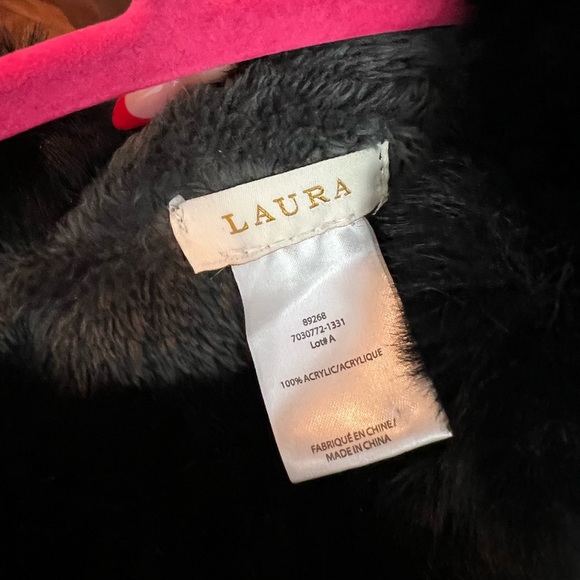 LAURA
89268
7030772-1331
Lot# A
100% ACRYLIC/ACRYLIQUE
FABRIQUÉ EN CHINE/
MADE IN CHINA